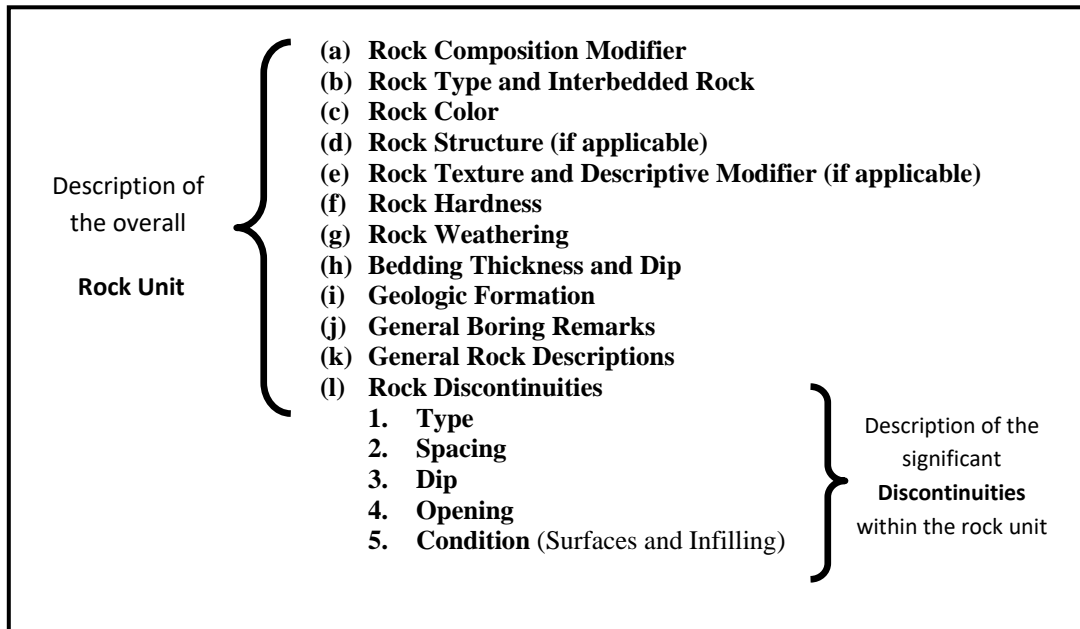 Description of
the overall
Rock Unit
(a) Rock Composition Modifier
(b) Rock Type and Interbedded Rock
(c) Rock Color
(d) Rock Structure (if applicable)
(e) Rock Texture and Descriptive Modifier (if applicable)
(f) Rock Hardness
(g) Rock Weathering
(h) Bedding Thickness and Dip
(i) Geologic Formation
(j) General Boring Remarks
(k) General Rock Descriptions
(l) Rock Discontinuities
1. Type
2. Spacing
3. Dip
4. Opening
5. Condition (Surfaces and Infilling)
Description of the
significant
Discontinuities
within the rock unit